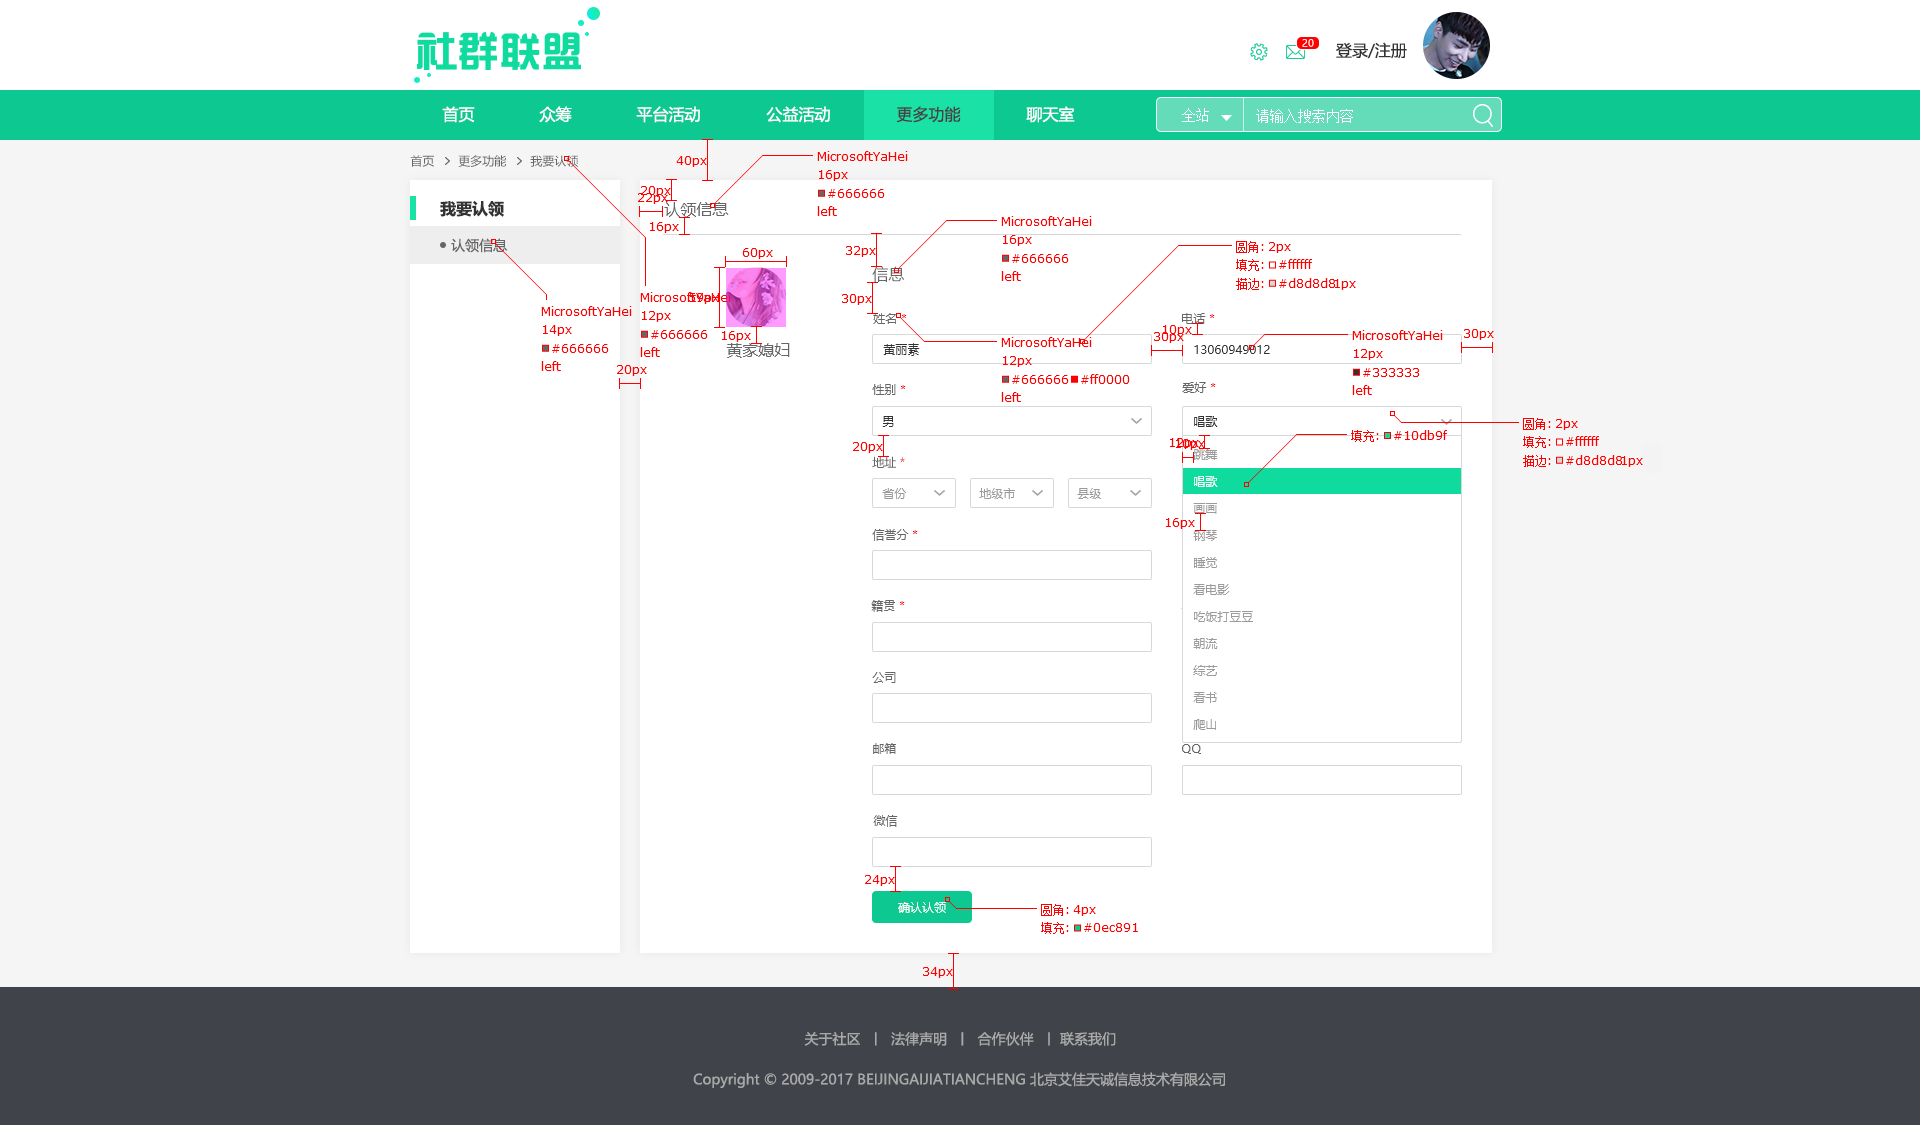 社群联盟
20
登录/注册
首页 众筹 平台活动 公益活动 更多功能 聊天室 全站 请输入搜索内容
首页 > 更多功能 > 我要认领
40px
MicrosoftYaHei
16px
#666666
left
20px
22px
我要认领
认领信息
16px
认领信息
MicrosoftYaHei
14px
#666666
left
MicrosoftYaHei
12px
#666666
left
20px
60px
59px
16px
黄家媳妇
32px
信息
30px
MicrosoftYaHei
16px
#666666
left
圆角: 2px
填充: #ffffff
描边: #d8d8d8 1px
姓名 *
黄丽素
MicrosoftYaHei
12px
#666666 #ff0000
left
电话 *
10px
30px
13060949012
MicrosoftYaHei
12px
#333333
left
30px
性别 *
男
爱好 *
唱歌
圆角: 2px
填充: #ffffff
描边: #d8d8d8 1px
填充: #10db9f
20px
12px
10px
地址 *
省份 地级市 县级
跳舞
唱歌
画画
16px
钢琴
睡觉
看电影
吃饭打豆豆
朝流
综艺
看书
爬山
信誉分 *
籍贯 *
公司
邮箱
QQ
微信
24px
确认认领
圆角: 4px
填充: #0ec891
34px
关于社区 | 法律声明 | 合作伙伴 | 联系我们
Copyright © 2009-2017 BEIJINGAIJIATIANCHENG 北京艾佳天诚信息技术有限公司